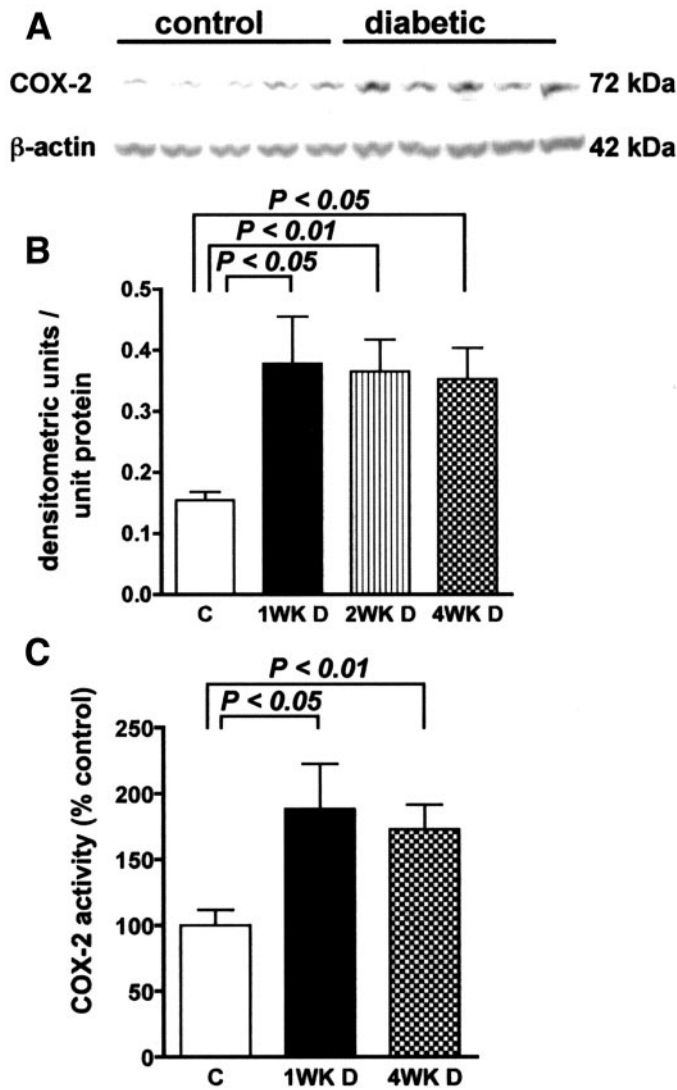 A
control diabetic
COX-2 72 kDa
β-actin 42 kDa
B
P < 0.05
P < 0.01
P < 0.05
densitometric units /
unit protein
0.5
0.4
0.3
0.2
0.1
0.0
C 1WK D 2WK D 4WK D
C
P < 0.01
P < 0.05
COX-2 activity (% control)
250
200
150
100
50
0
C 1WK D 4WK D